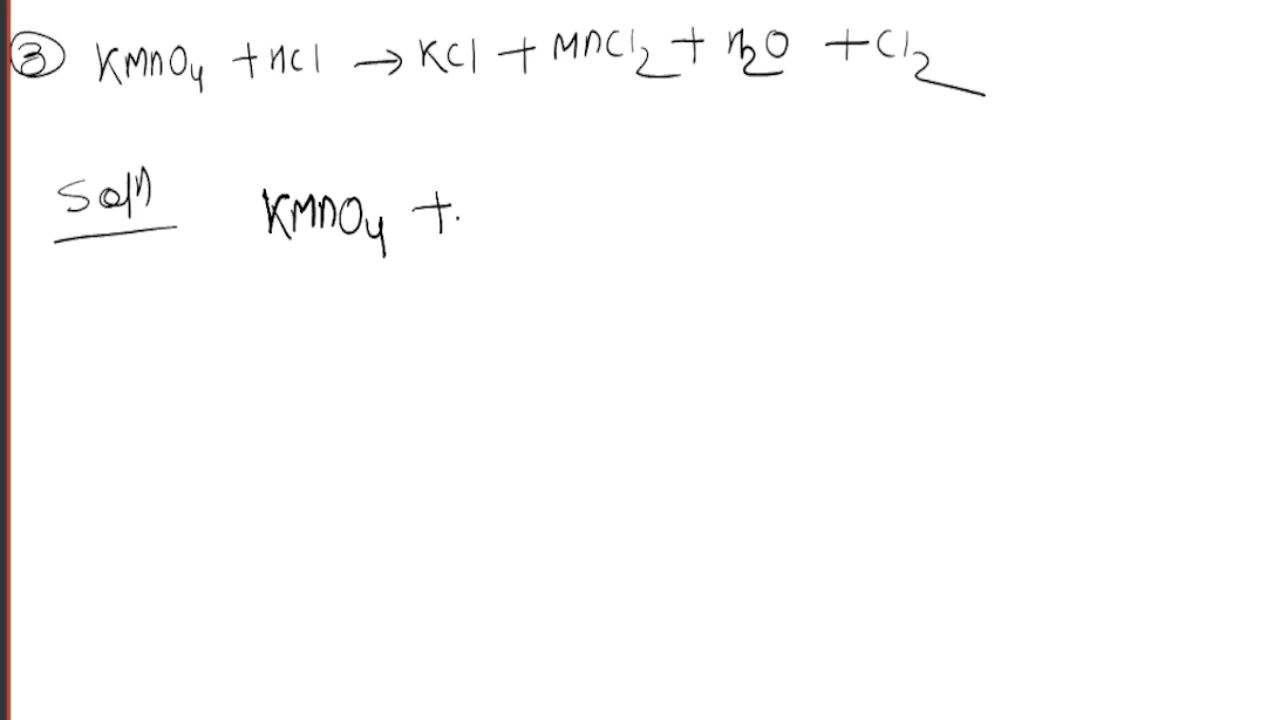 ③ KMnO₄ + HCl → KCl + MnCl₂ + H₂O + Cl₂
Soln KMnO₄ +